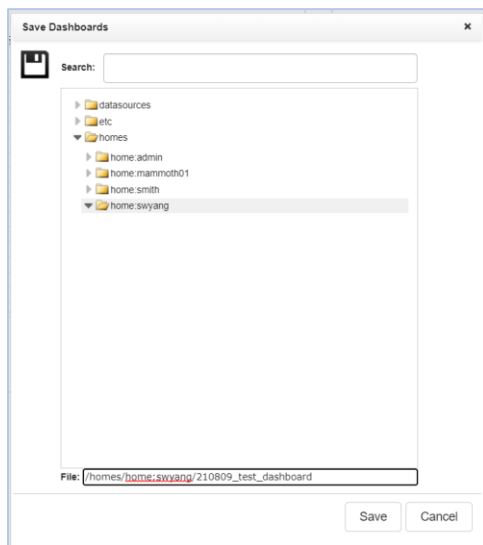 Save Dashboards ×
Search:
datasources
etc
homes
home:admin
home:mammoth01
home:smith
home:swyang
File: /homes/home:swyang/210809_test_dashboard
Save Cancel